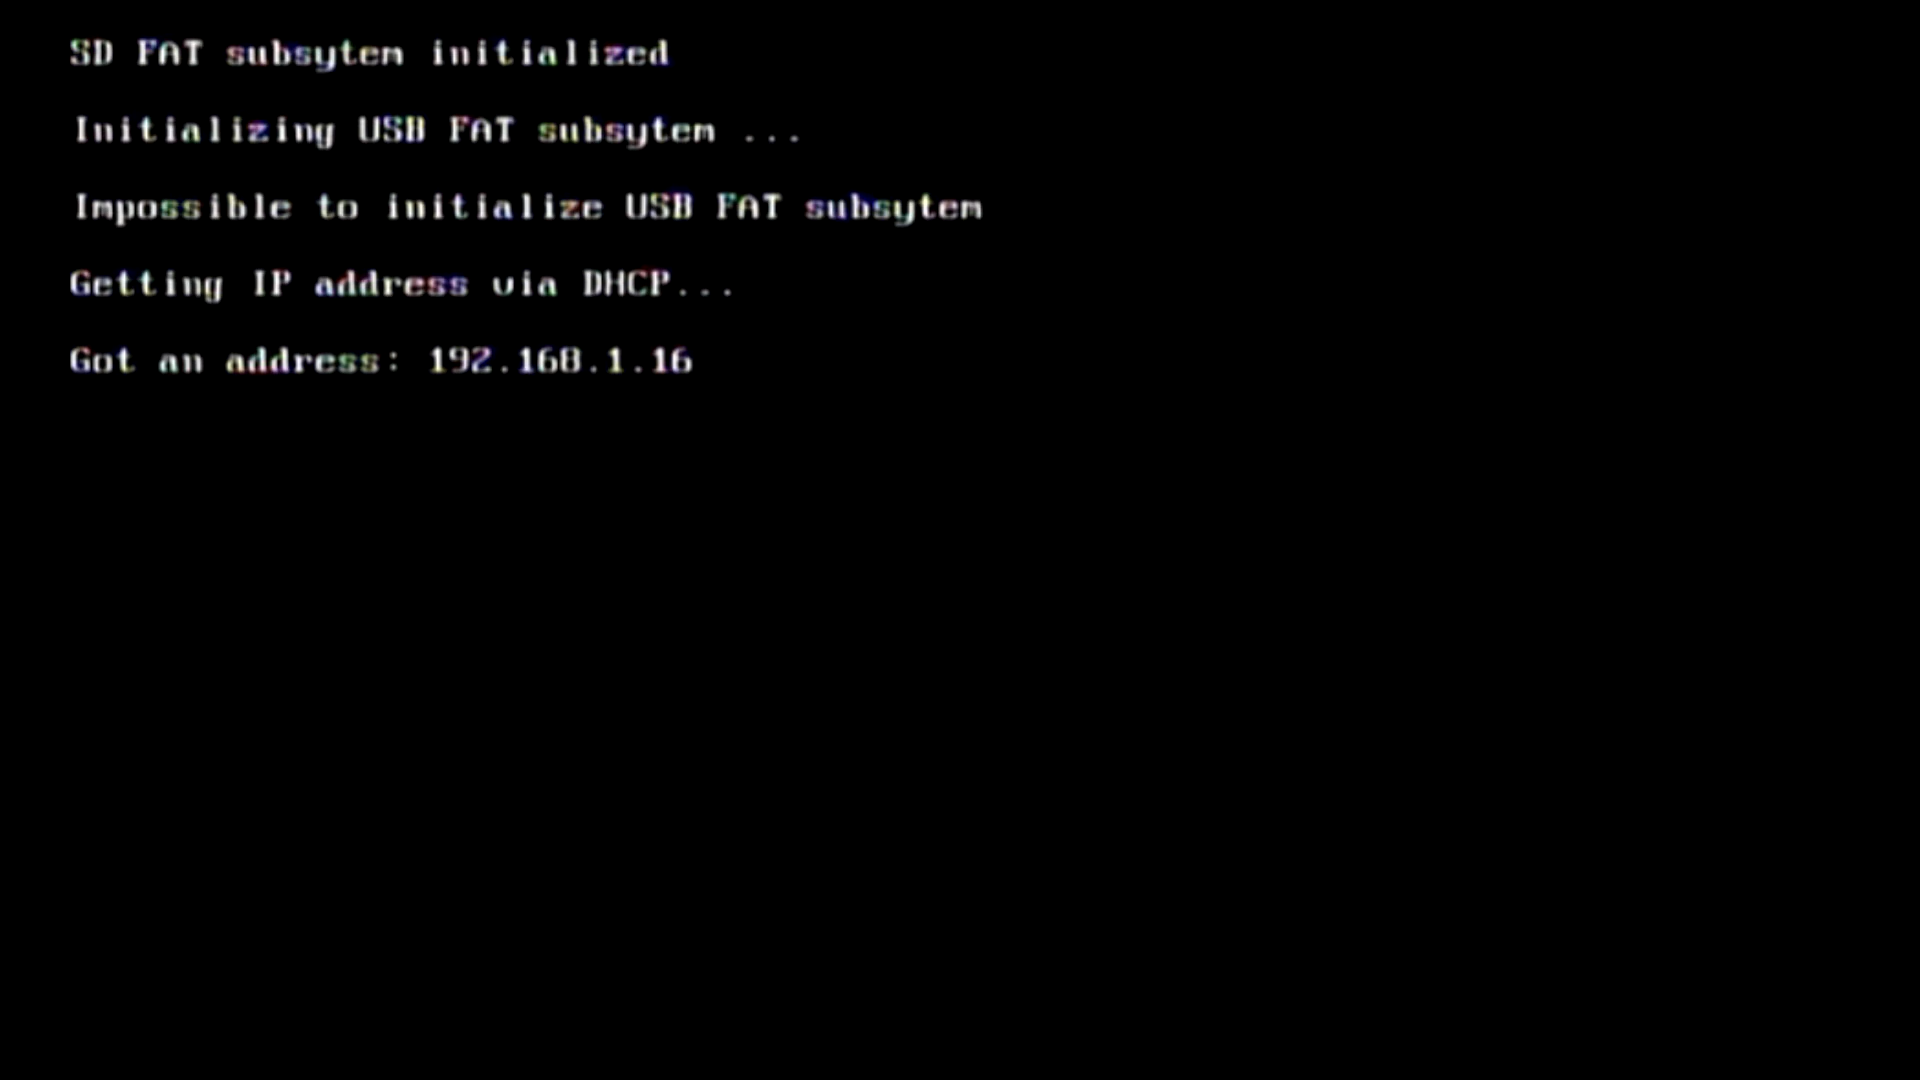 SD FAT subsytem initialized
Initializing USB FAT subsytem ...
Impossible to initialize USB FAT subsytem
Getting IP address via DHCP...
Got an address: 192.168.1.16